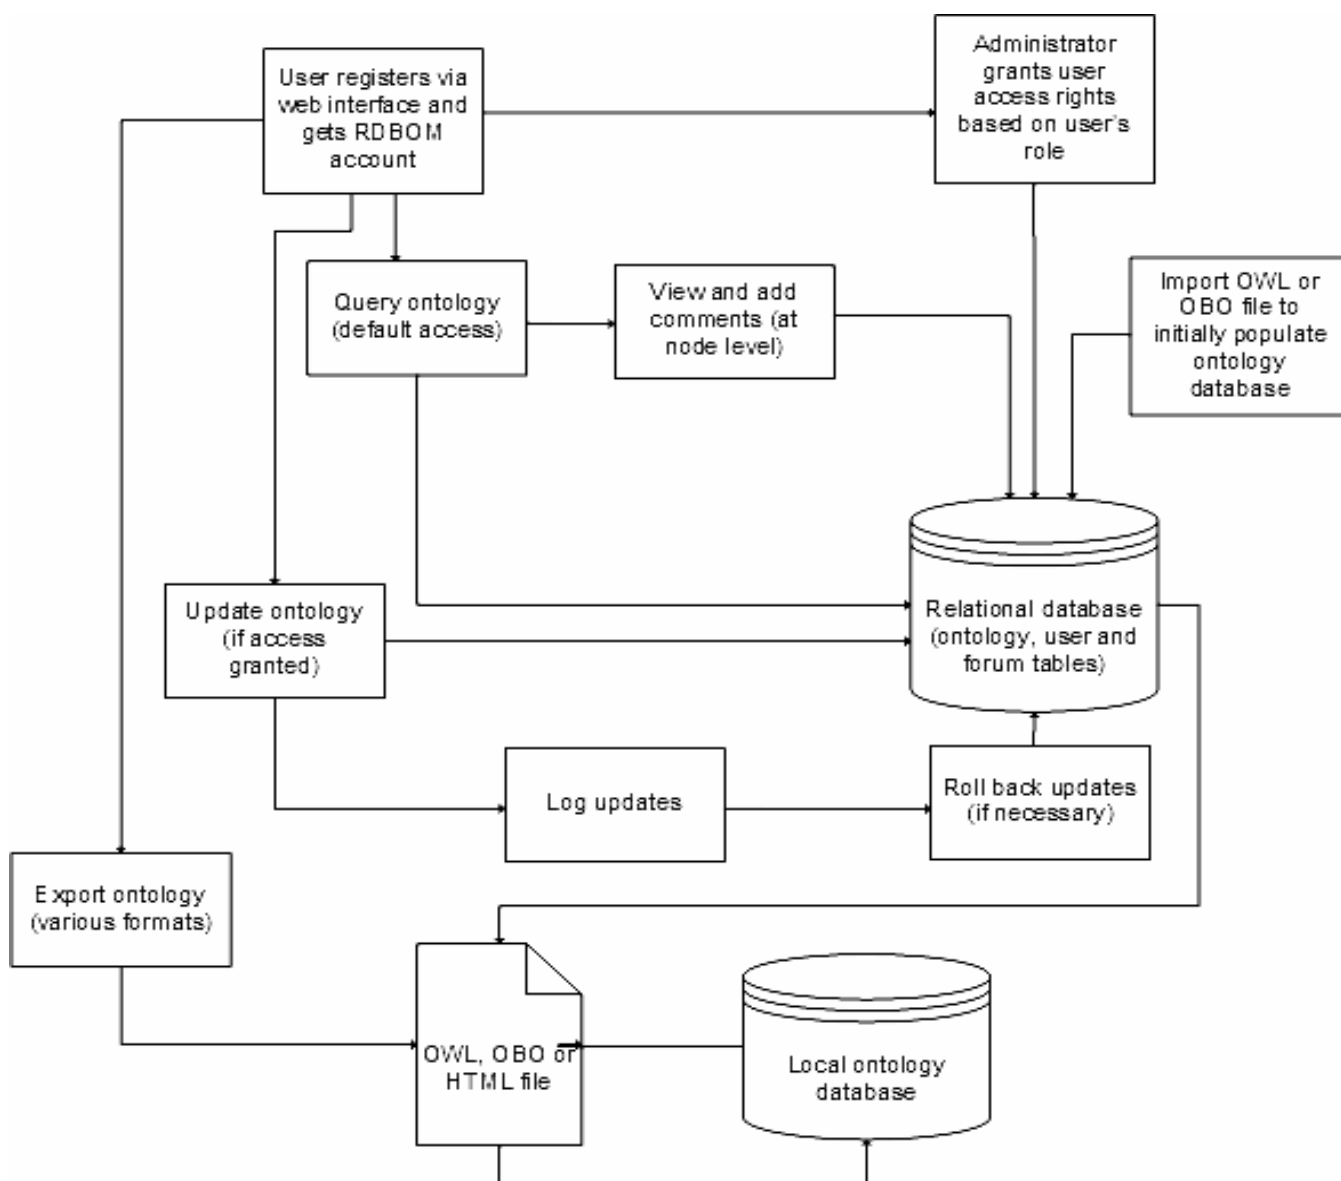 User registers via
web interface and
gets RDBOM
account
Administrator
grants user
access rights
based on user's
role
Query ontology
(default access)
View and add
comments (at
node level)
Import OWL or
OBO file to
initially populate
ontology
database
Update ontology
(if access
granted)
Relational database
(ontology, user and
forum tables)
Log updates
Roll back updates
(if necessary)
Export ontology
(various formats)
OWL, OBO or
HTML file
Local ontology
database